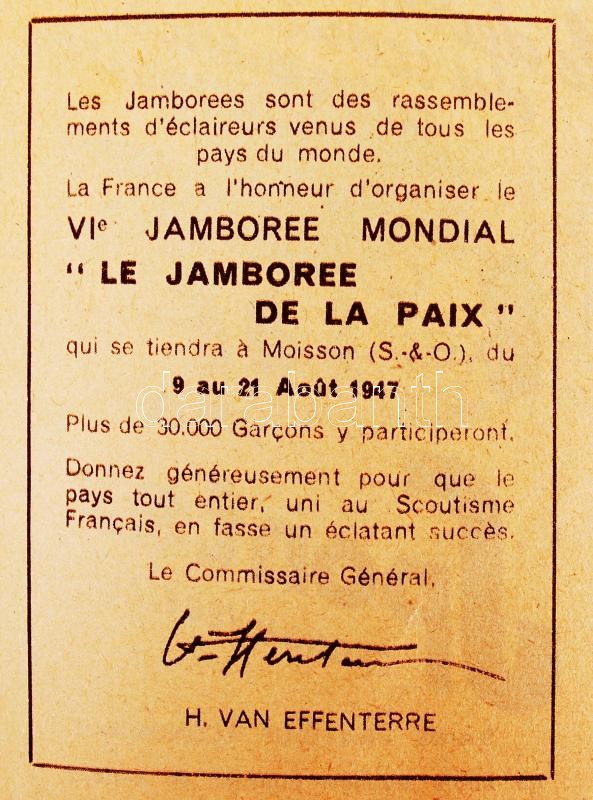 Les Jamborees sont des rassemble-
ments d'éclaireurs venus de tous les
pays du monde.
La France a l'honneur d'organiser le
VIe JAMBOREE MONDIAL
" LE JAMBOREE
DE LA PAIX "
qui se tiendra à Moisson (S.-&-O.), du
9 au 21 Août 1947
darabanth
Plus de 30.000 Garçons y participeront.
Donnez généreusement pour que le
pays tout entier, uni au Scoutisme
Français, en fasse un éclatant succès.
Le Commissaire Général,
H. VAN EFFENTERRE